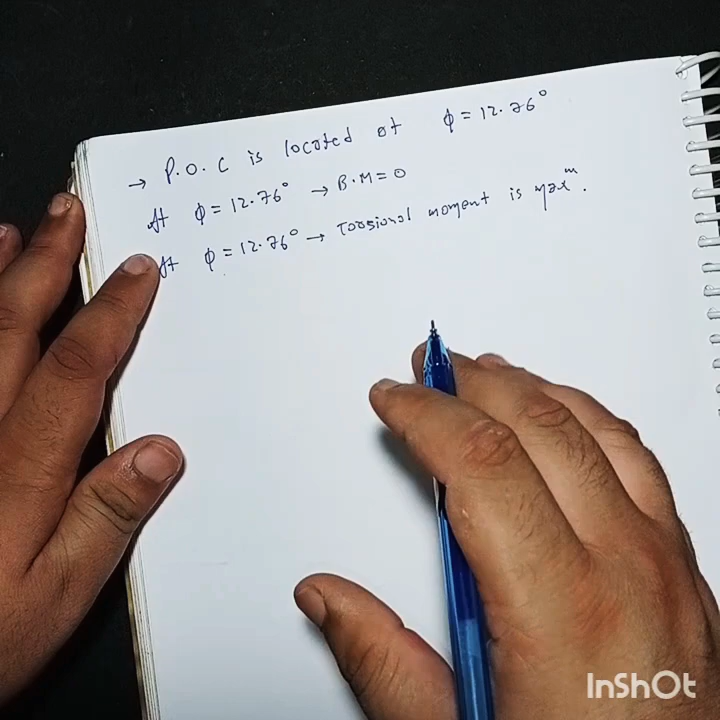 → P.O.C is located at ϕ = 12.76°
At ϕ = 12.76° → B.M = 0
At ϕ = 12.76° → Torsional moment is maxᵐ.
InShOt